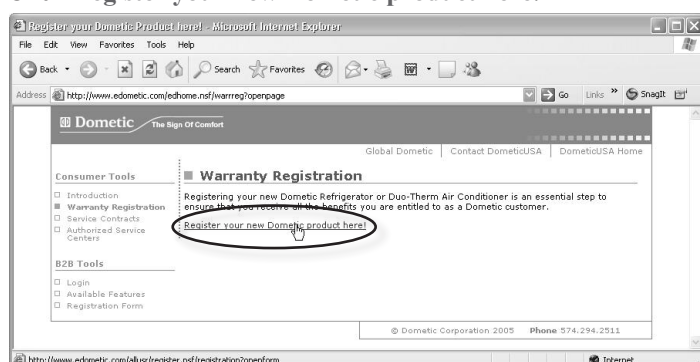 Register your Dometic Product here! - Microsoft Internet Explorer
File Edit View Favorites Tools Help
Back Search Favorites
Address http://www.edometic.com/edhome.nsf/warrreg?openpage Go Links » SnagIt
Dometic The Sign Of Comfort
Global Dometic Contact DometicUSA DometicUSA Home
Consumer Tools
Introduction
Warranty Registration
Service Contracts
Authorized Service
Centers
B2B Tools
Login
Available Features
Registration Form
Warranty Registration
Registering your new Dometic Refrigerator or Duo-Therm Air Conditioner is an essential step to
ensure that you receive all the benefits you are entitled to as a Dometic customer.
Register your new Dometic product here!
© Dometic Corporation 2005 Phone 574.294.2511
http://www.edometic.com/allusr/register.nsf/registration?openform Internet